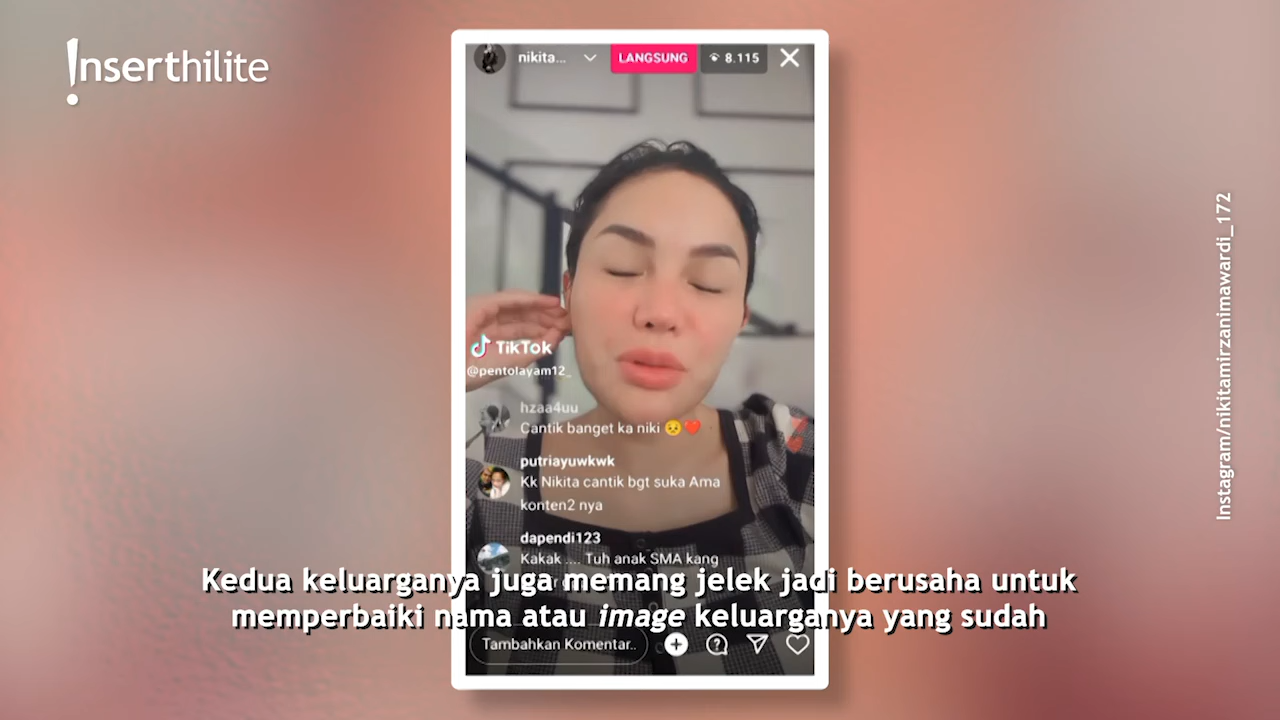 Inserthilite
nikita...
LANGSUNG
8.115
TikTok
@pentolayam12_
hzaa4uu
Cantik banget ka niki 😣❤️
putriayuwkwk
Kk Nikita cantik bgt suka Ama
konten2 nya
dapendi123
Kakak .... Tuh anak SMA kang
Kedua keluarganya juga memang jelek jadi berusaha untuk
memperbaiki nama atau image keluarganya yang sudah
Tambahkan Komentar..
Instagram/nikitamirzanimawardi_172